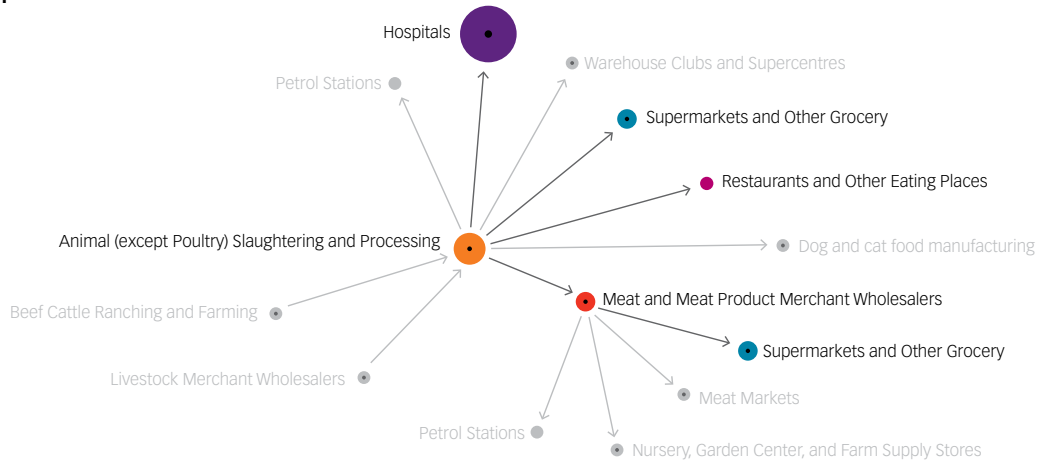 Hospitals
Warehouse Clubs and Supercentres
Petrol Stations
Supermarkets and Other Grocery
Restaurants and Other Eating Places
Animal (except Poultry) Slaughtering and Processing
Dog and cat food manufacturing
Meat and Meat Product Merchant Wholesalers
Beef Cattle Ranching and Farming
Supermarkets and Other Grocery
Livestock Merchant Wholesalers
Meat Markets
Petrol Stations
Nursery, Garden Center, and Farm Supply Stores